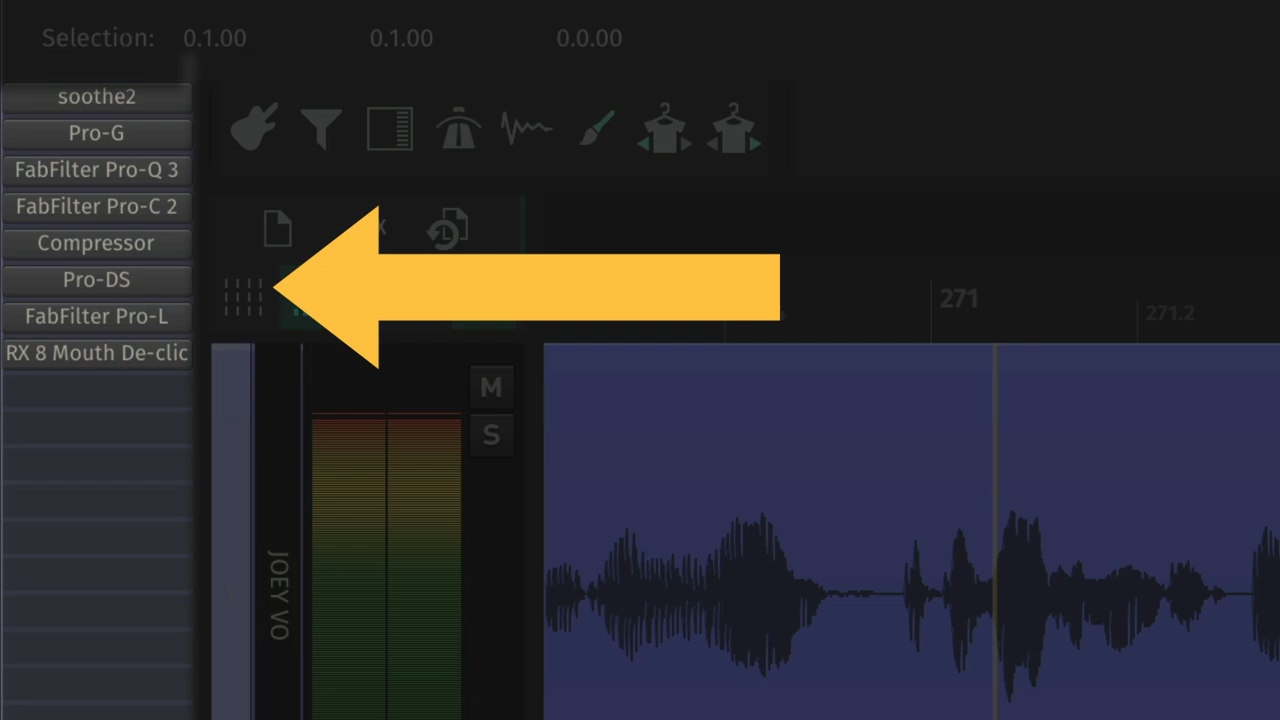 Selection: 0.1.00 0.1.00 0.0.00
soothe2
Pro-G
FabFilter Pro-Q 3
FabFilter Pro-C 2
Compressor
Pro-DS
FabFilter Pro-L
RX 8 Mouth De-clic
271
271.2
M
S
JOEY VO